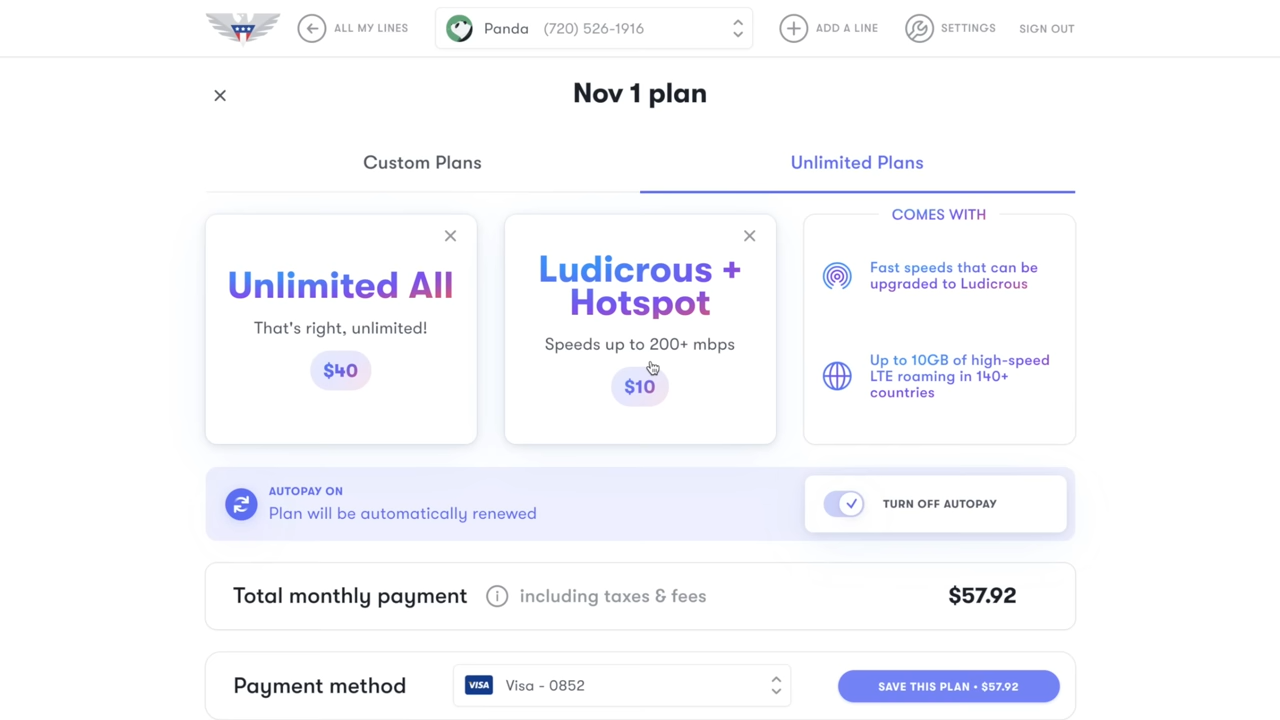 ALL MY LINES
Panda (720) 526-1916
ADD A LINE
SETTINGS
SIGN OUT
Nov 1 plan
Custom Plans
Unlimited Plans
Unlimited All
That's right, unlimited!
$40
Ludicrous +
Hotspot
Speeds up to 200+ mbps
$10
COMES WITH
Fast speeds that can be
upgraded to Ludicrous
Up to 10GB of high-speed
LTE roaming in 140+
countries
AUTOPAY ON
Plan will be automatically renewed
TURN OFF AUTOPAY
Total monthly payment including taxes & fees $57.92
Payment method
VISA Visa - 0852
SAVE THIS PLAN • $57.92